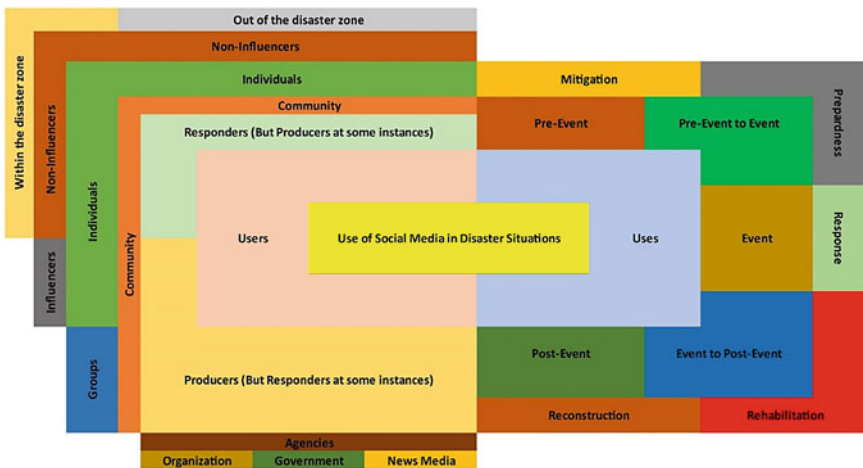 Out of the disaster zone
Non-Influencers
Individuals
Mitigation
Community
Responders (But Producers at some instances)
Pre-Event
Pre-Event to Event
Prepardness
Within the disaster zone
Non-Influencers
Individuals
Users
Use of Social Media in Disaster Situations
Uses
Event
Response
Influencers
Community
Groups
Post-Event
Event to Post-Event
Producers (But Responders at some instances)
Reconstruction
Rehabilitation
Agencies
Organization
Government
News Media